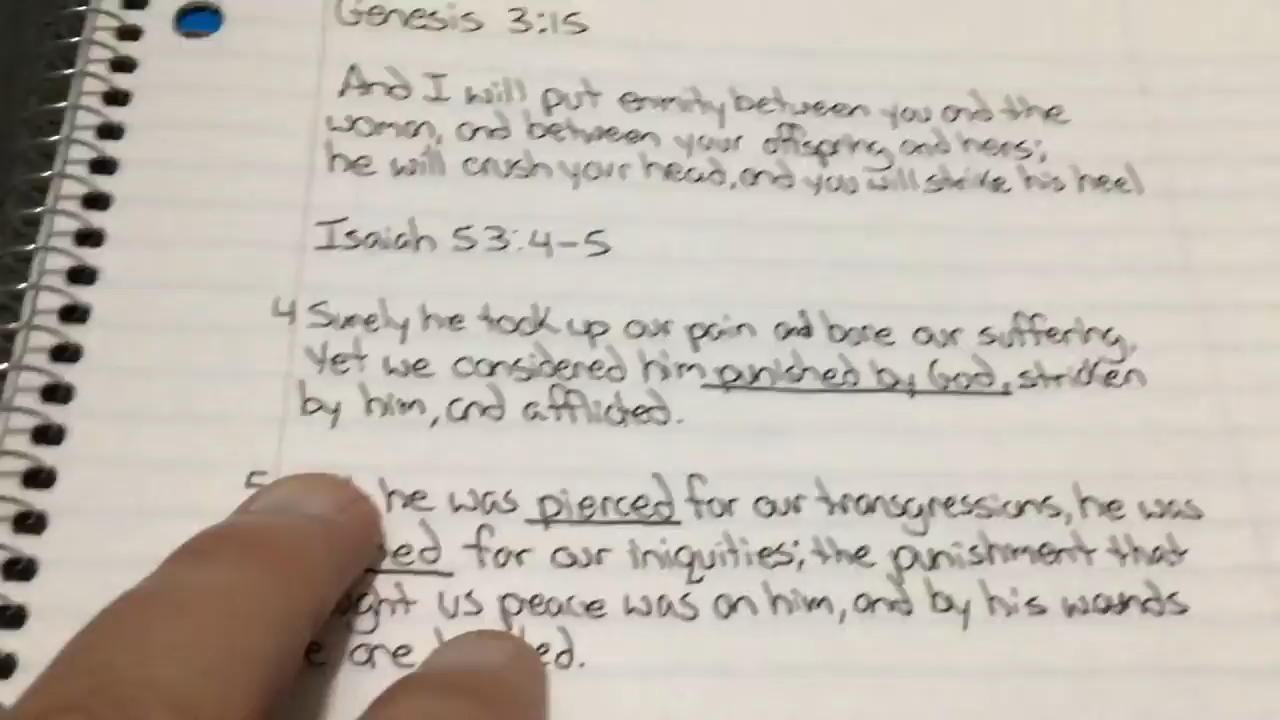 Genesis 3:15
And I will put enmity between you and the
woman, and between your offspring and hers;
he will crush your head, and you will strike his heel
Isaiah 53:4-5
4 Surely he took up our pain and bore our suffering,
yet we considered him punished by God, stricken
by him, and afflicted.
5 he was pierced for our transgressions, he was
for our iniquities; the punishment that
us peace was on him, and by his wounds
are